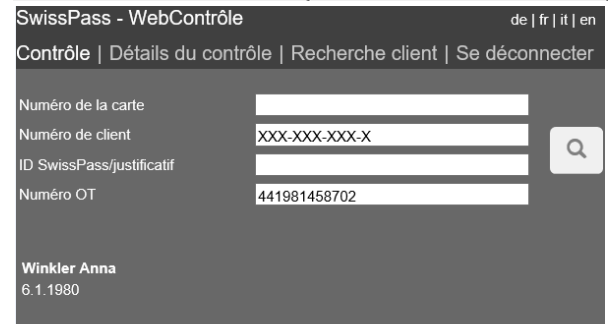 SwissPass - WebContrôle
de | fr | it | en
Contrôle | Détails du contrôle | Recherche client | Se déconnecter
Numéro de la carte
Numéro de client XXX-XXX-XXX-X
ID SwissPass/justificatif
Numéro OT 441981458702
Winkler Anna
6.1.1980